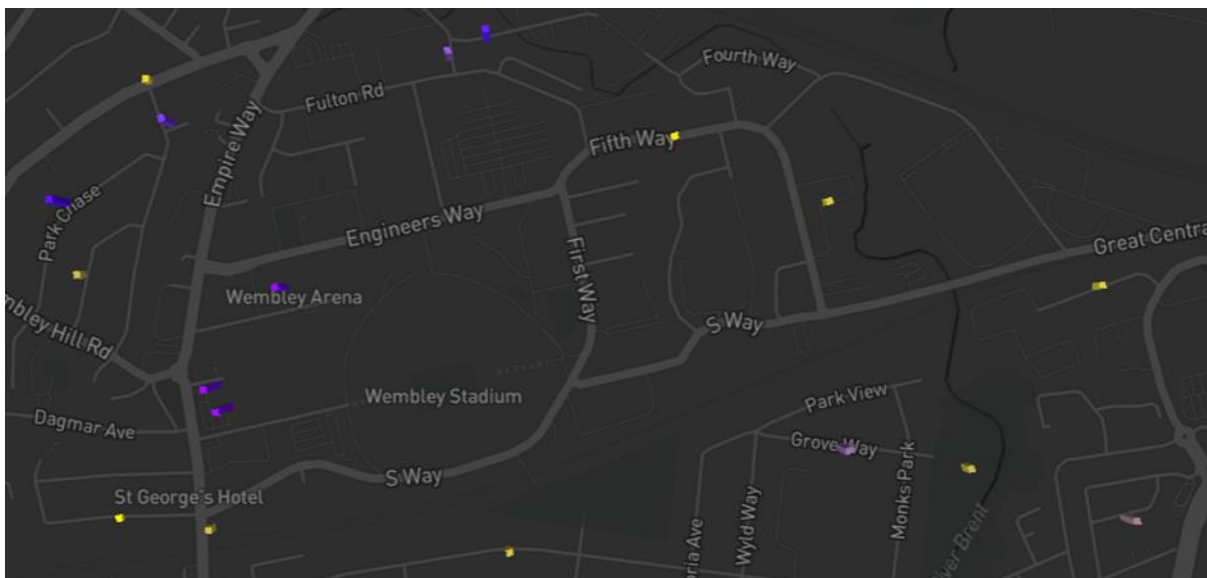 Fourth Way
Fulton Rd
Fifth Way
Empire Way
Park Chase
Engineers Way
Great Centra
First Way
Wembley Arena
mbley Hill Rd
S Way
Wembley Stadium
Park View
Dagmar Ave
Grove Way
Monks Park
S Way
St George's Hotel
Wyld Way
ria Ave
iver Brent